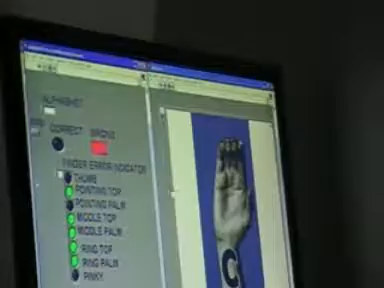 ALPHABET
CORRECT WRONG
FINGER ERROR INDICATOR
THUMB
POINTING TOP
POINTING PALM
MIDDLE TOP
MIDDLE PALM
RING TOP
RING PALM
PINKY
C